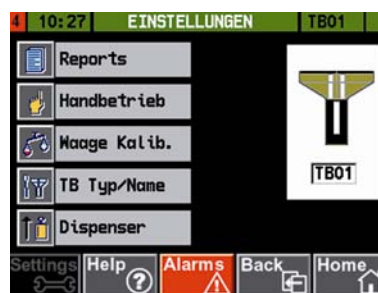 4 10:27 EINSTELLUNGEN TB01
Reports
Handbetrieb
Waage Kalib.
TB Typ/Name
TB01
Dispenser
Settings Help Alarms Back Home